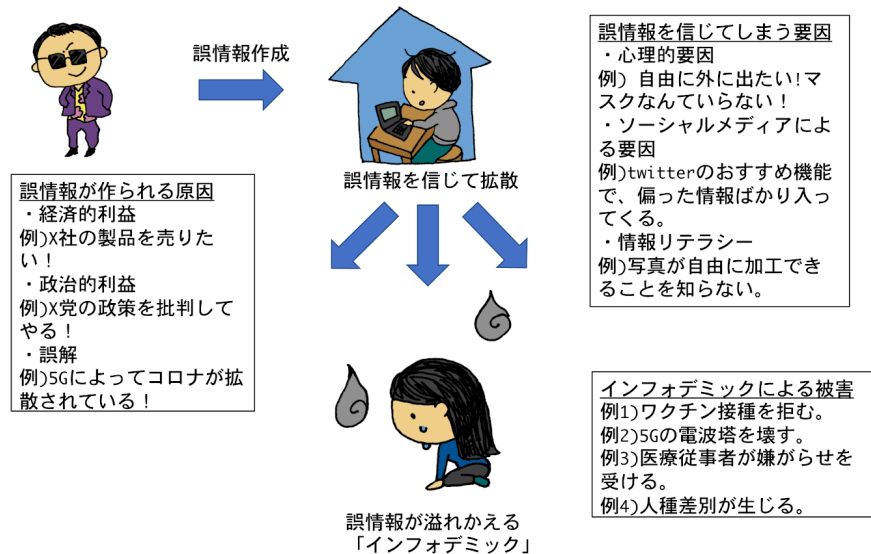 誤情報作成
誤情報を信じて拡散
誤情報が作られる原因
・経済的利益
例)X社の製品を売りた
い！
・政治的利益
例)X党の政策を批判して
やる！
・誤解
例)5Gによってコロナが拡
散されている！
誤情報を信じてしまう要因
・心理的要因
例) 自由に外に出たい!マ
スクなんていらない！
・ソーシャルメディアによ
る要因
例)twitterのおすすめ機能
で、偏った情報ばかり入っ
てくる。
・情報リテラシー
例)写真が自由に加工でき
ることを知らない。
誤情報が溢れかえる
「インフォデミック」
インフォデミックによる被害
例1)ワクチン接種を拒む。
例2)5Gの電波塔を壊す。
例3)医療従事者が嫌がらせを
受ける。
例4)人種差別が生じる。